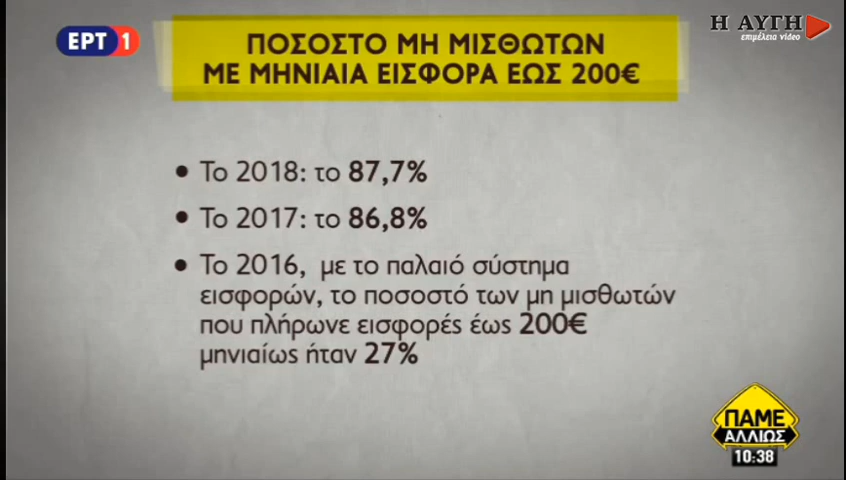 ΕΡΤ 1
Η ΑΥΓΗ
επιμέλεια video
ΠΟΣΟΣΤΟ ΜΗ ΜΙΣΘΩΤΩΝ
ΜΕ ΜΗΝΙΑΙΑ ΕΙΣΦΟΡΑ ΕΩΣ 200€
• Το 2018: το 87,7%
• Το 2017: το 86,8%
• Το 2016, με το παλαιό σύστημα
εισφορών, το ποσοστό των μη μισθωτών
που πλήρωνε εισφορές έως 200€
μηνιαίως ήταν 27%
ΠΑΜΕ
ΑΛΛΙΩΣ
10:38